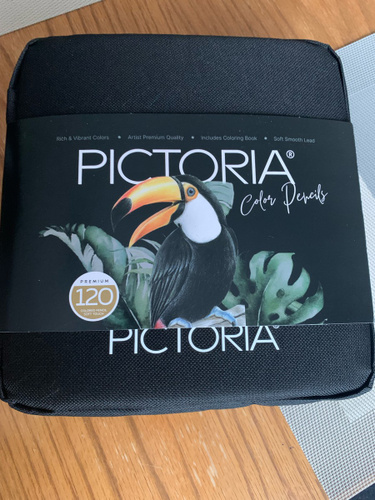 Rich & Vibrant Colors • Artist Premium Quality • Includes Coloring Book • Soft Smooth Lead
PICTORIA®
Color Pencils
PREMIUM
120
PICTORIA